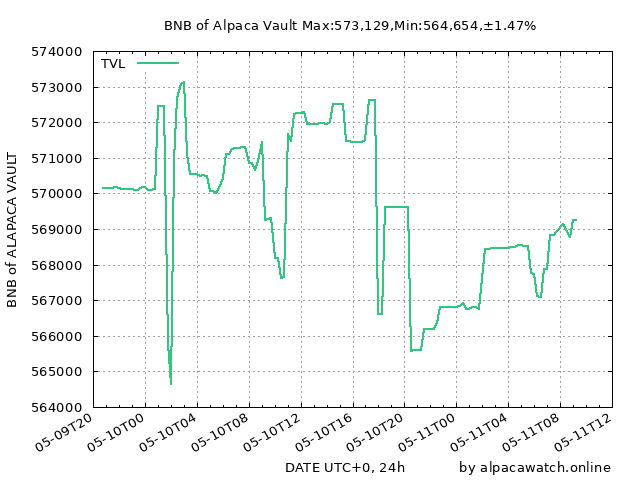 BNB of Alpaca Vault Max:573,129,Min:564,654,±1.47%
TVL
BNB of ALAPACA VAULT
574000
573000
572000
571000
570000
569000
568000
567000
566000
565000
564000
05-09T20
05-10T00
05-10T04
05-10T08
05-10T12
05-10T16
05-10T20
05-11T00
05-11T04
05-11T08
05-11T12
DATE UTC+0, 24h
by alpacawatch.online